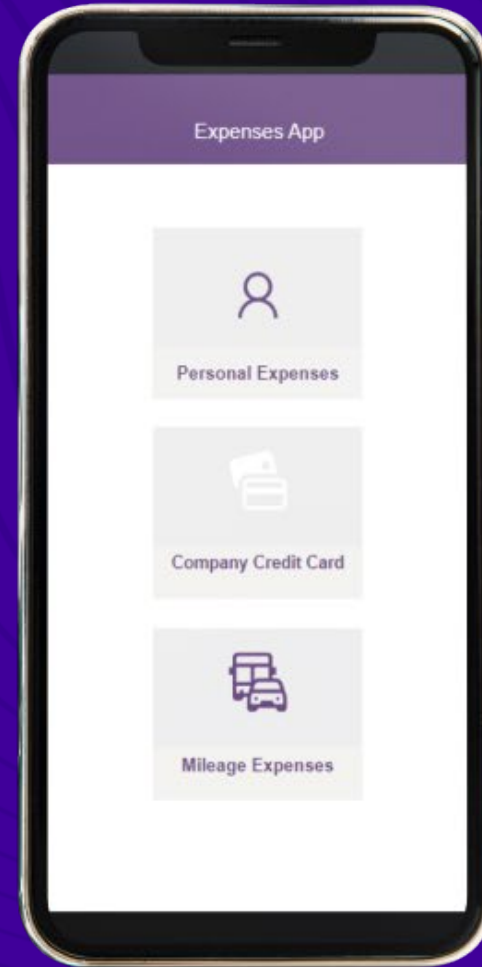 Expenses App
Personal Expenses
Company Credit Card
Mileage Expenses